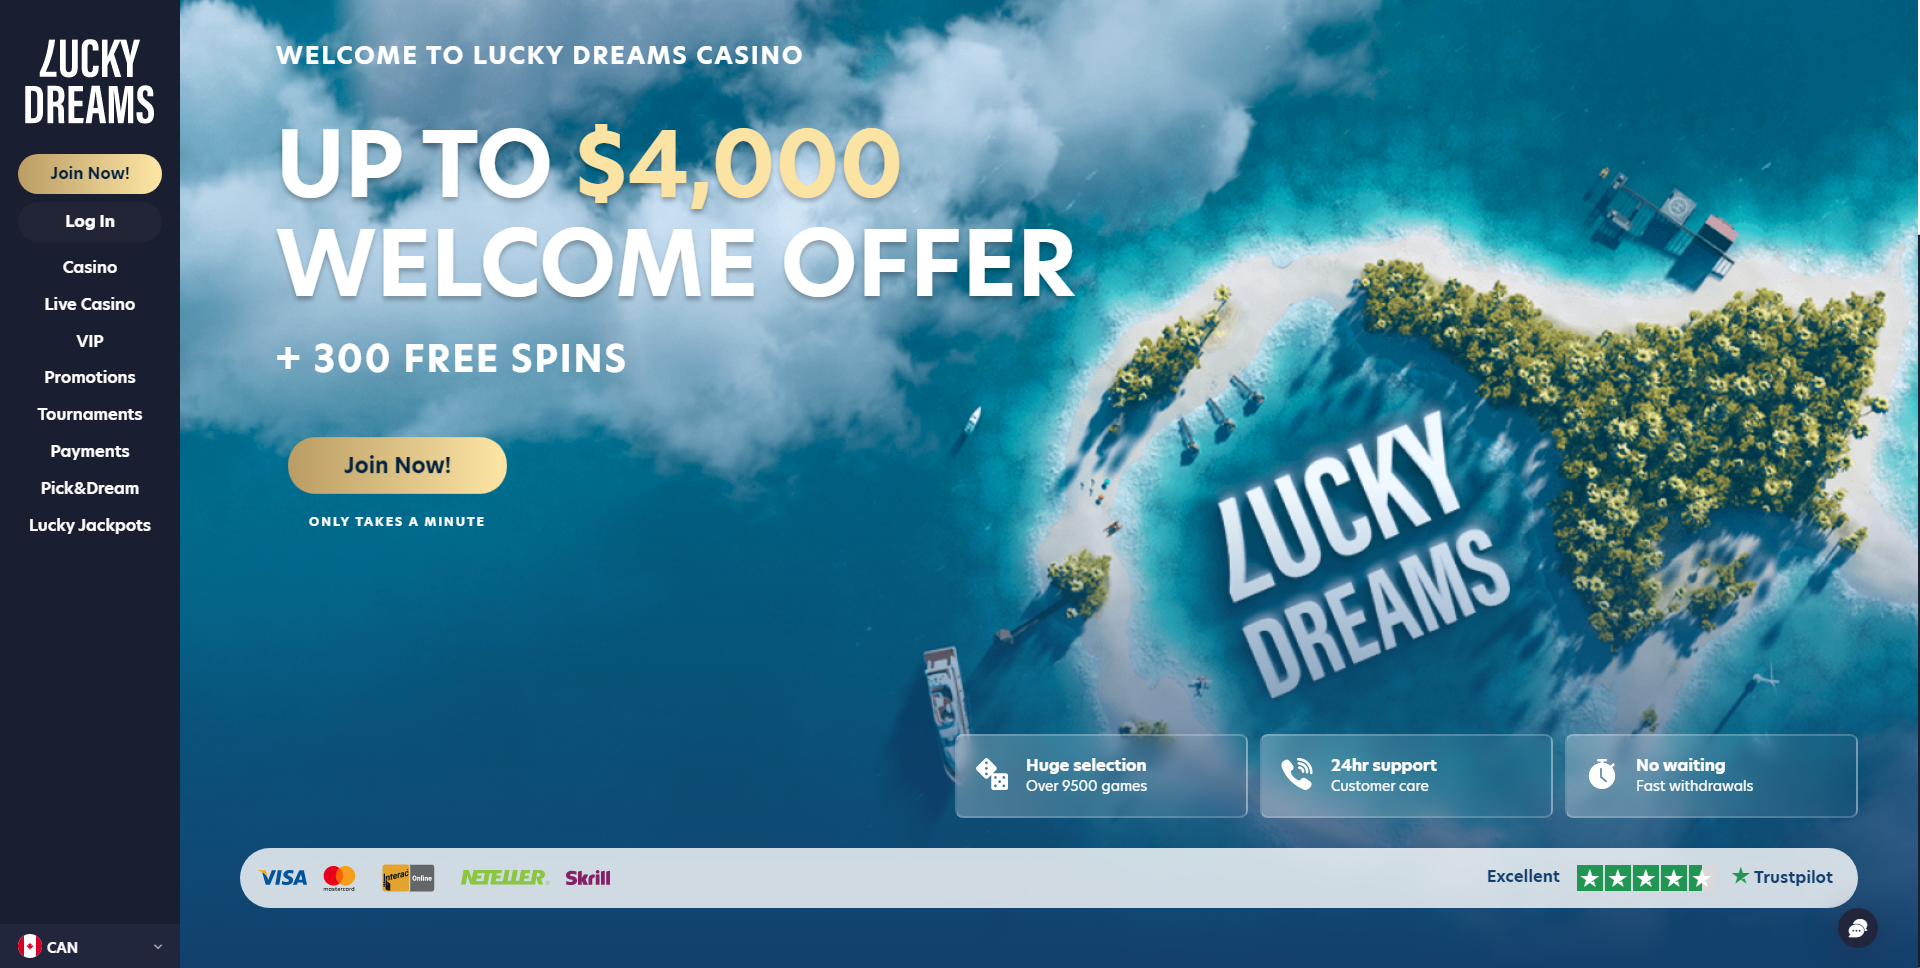 LUCKY
DREAMS
Join Now!
Log In
Casino
Live Casino
VIP
Promotions
Tournaments
Payments
Pick&Dream
Lucky Jackpots
CAN
WELCOME TO LUCKY DREAMS CASINO
UP TO $4,000
WELCOME OFFER
+ 300 FREE SPINS
Join Now!
ONLY TAKES A MINUTE
LUCKY
DREAMS
Huge selection
Over 9500 games
24hr support
Customer care
No waiting
Fast withdrawals
VISA
mastercard
Interac Online
NETELLER
Skrill
Excellent
Trustpilot